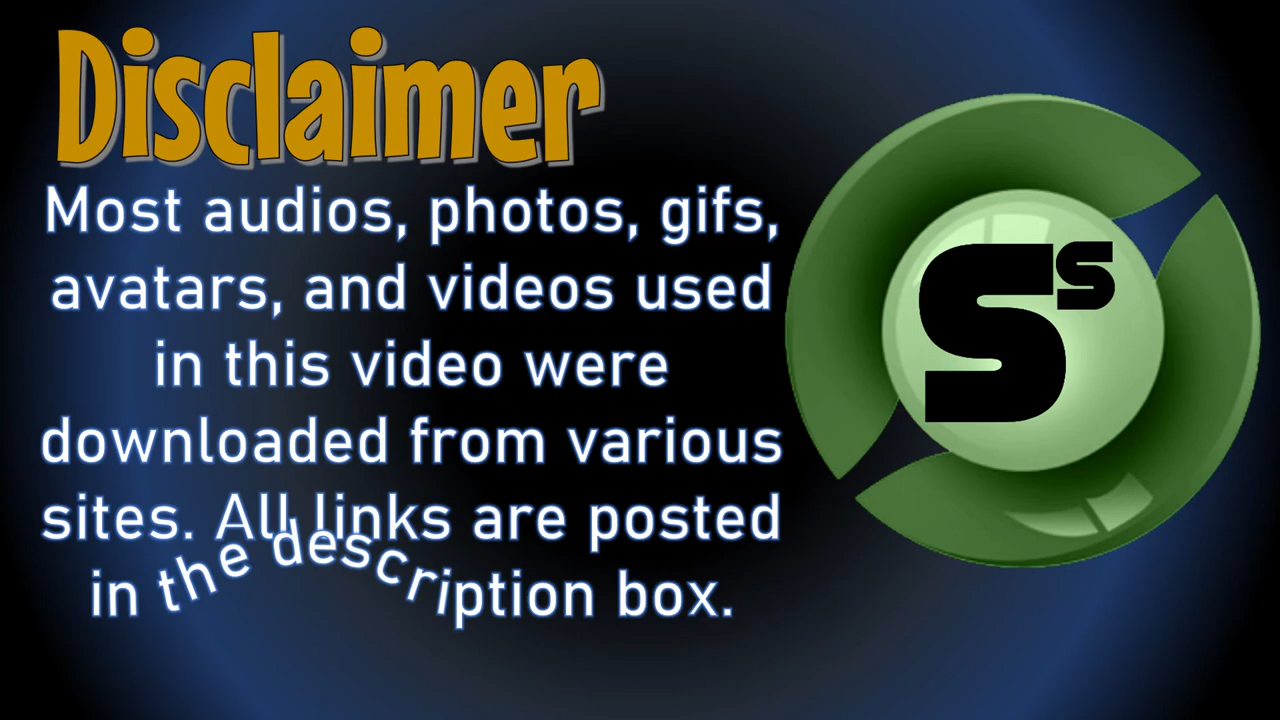 Disclaimer
Most audios, photos, gifs,
avatars, and videos used
in this video were
downloaded from various
sites. All links are posted
in the description box.
Ss